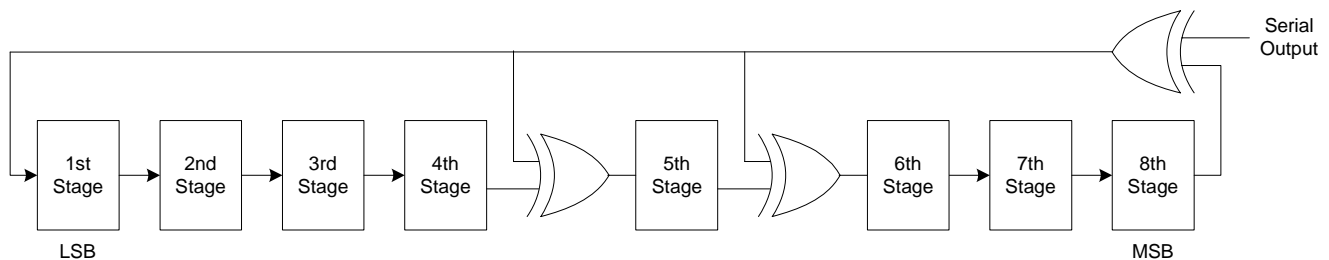 Serial
Output
1st
Stage
2nd
Stage
3rd
Stage
4th
Stage
5th
Stage
6th
Stage
7th
Stage
8th
Stage
LSB
MSB